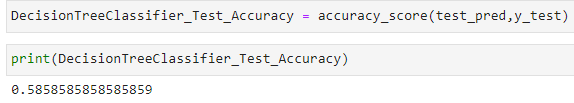 DecisionTreeClassifier_Test_Accuracy = accuracy_score(test_pred,y_test)
print(DecisionTreeClassifier_Test_Accuracy)
0.5858585858585859